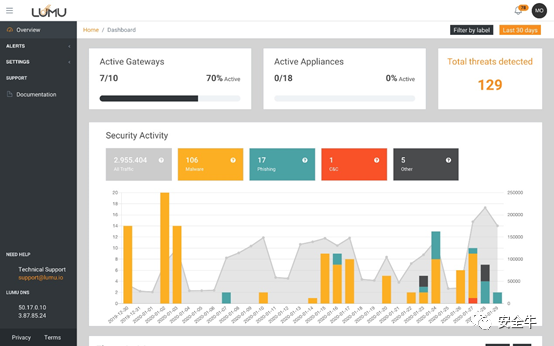 LUMU
78
MO
Overview
Home / Dashboard
Filter by label
Last 30 days
ALERTS
SETTINGS
SUPPORT
Documentation
Active Gateways
7/10
70% Active
Active Appliances
0/18
0% Active
Total threats detected
129
Security Activity
2.955.404
All Traffic
106
Malware
17
Phishing
1
C&C
5
Other
20
18
16
14
12
10
8
6
4
2
0
250000
200000
150000
100000
50000
0
NEED HELP
Technical Support
support@lumu.io
LUMU DNS
50.17.0.10
3.87.85.24
Privacy
Terms
安全牛